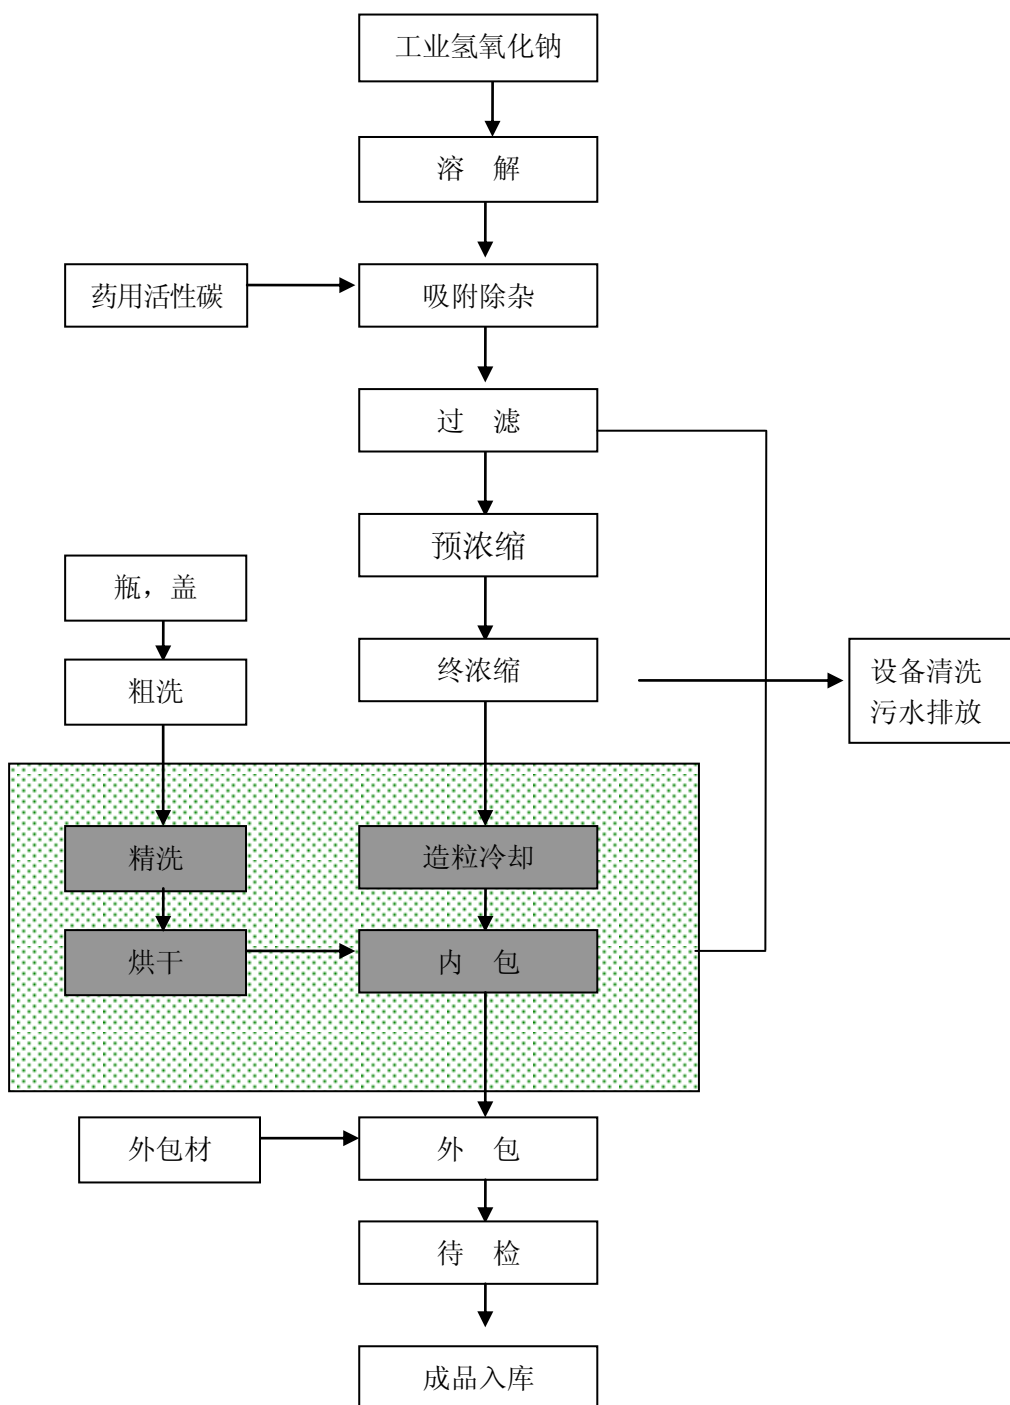 工业氢氧化钠
溶 解
药用活性碳
吸附除杂
过 滤
预浓缩
瓶，盖
终浓缩
粗洗
设备清洗
污水排放
精洗
造粒冷却
烘干
内 包
外包材
外 包
待 检
成品入库